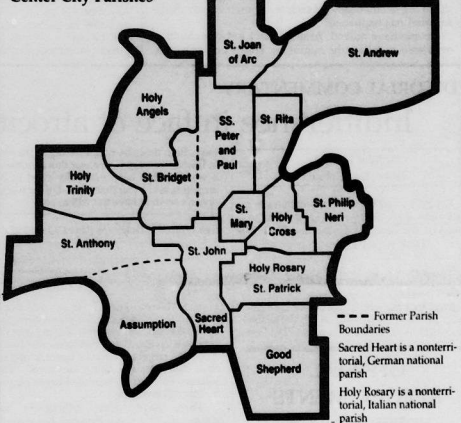 Center City Parishes
St. Joan
of Arc
St. Andrew
Holy
Angels
SS.
Peter
and
Paul
St. Rita
Holy
Trinity
St. Bridget
St.
Mary
Holy
Cross
St. Philip
Neri
St. Anthony
St. John
Holy Rosary
St. Patrick
Assumption
Sacred
Heart
Good
Shepherd
---- Former Parish
Boundaries
Sacred Heart is a nonterri-
torial, German national
parish
Holy Rosary is a nonterri-
torial, Italian national
parish